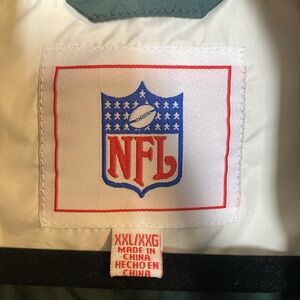 NFL
XXL/XXG
MADE IN
CHINA
HECHO EN
CHINA